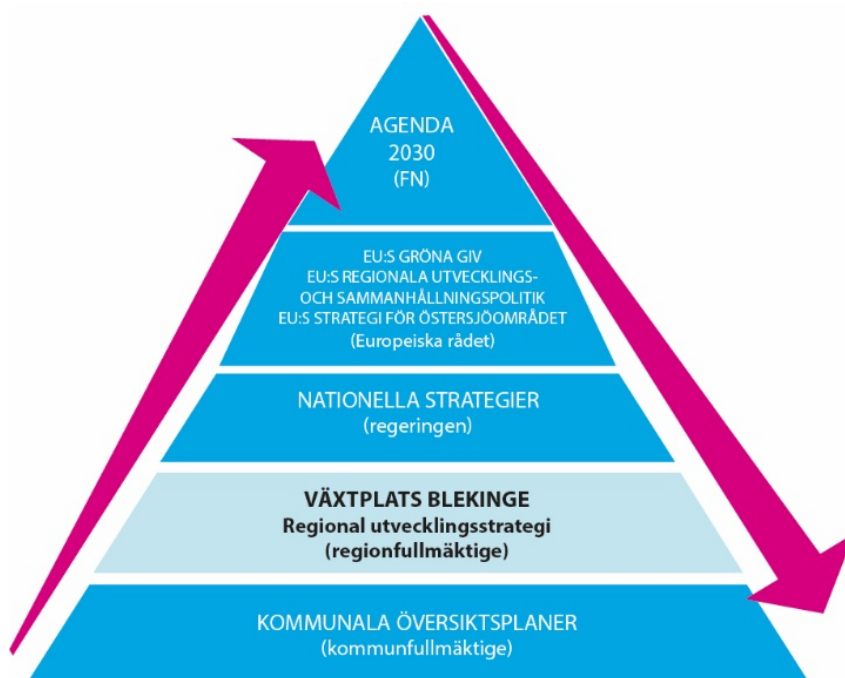 AGENDA
2030
(FN)
EU:S GRÖNA GIV
EU:S REGIONALA UTVECKLINGS-
OCH SAMMANHÅLLNINGSPOLITIK
EU:S STRATEGI FÖR ÖSTERSJÖOMRÅDET
(Europeiska rådet)
NATIONELLA STRATEGIER
(regeringen)
VÄXTPLATS BLEKINGE
Regional utvecklingsstrategi
(regionfullmäktige)
KOMMUNALA ÖVERSIKTSPLANER
(kommunfullmäktige)